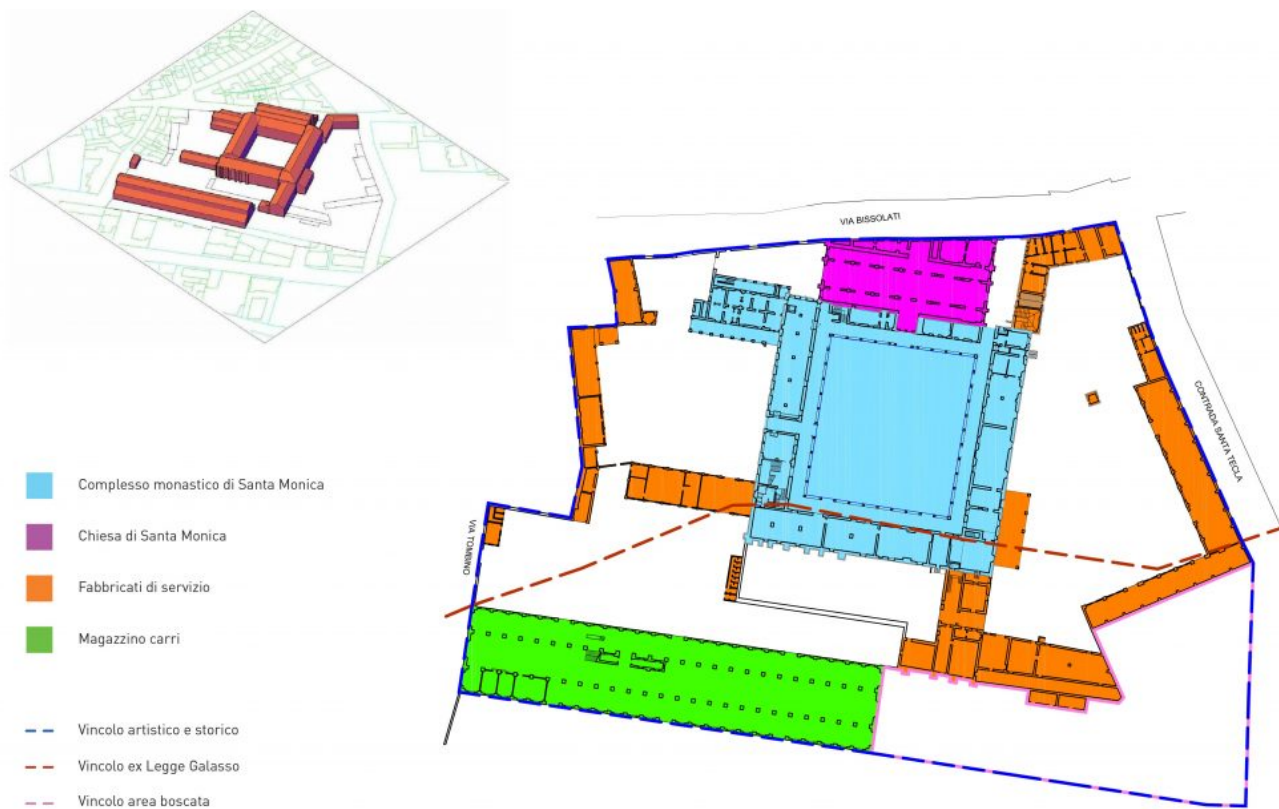 VIA BISSOLATI
CONTRADA SANTA TECLA
VIA TOMBINO
Complesso monastico di Santa Monica
Chiesa di Santa Monica
Fabbricati di servizio
Magazzino carri
Vincolo artistico e storico
Vincolo ex Legge Galasso
Vincolo area boscata